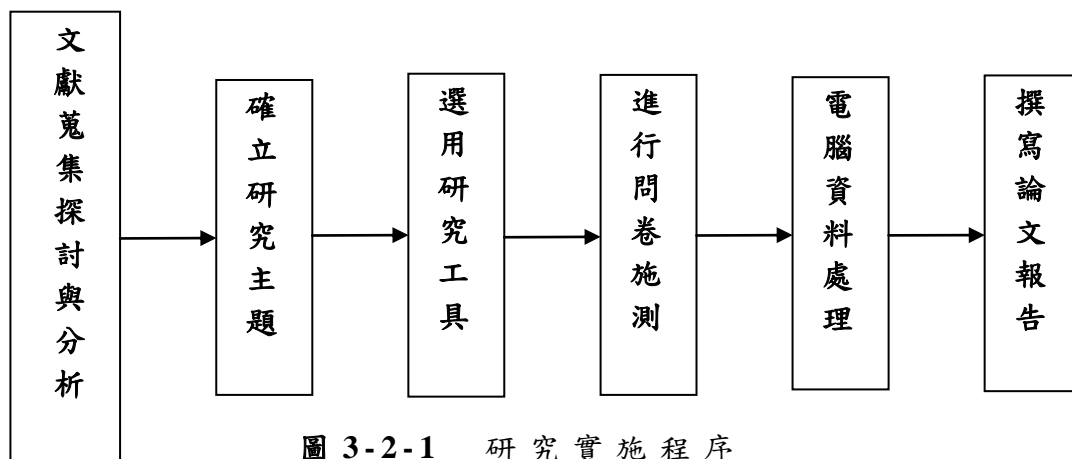 文獻蒐集探討與分析
確立研究主題
選用研究工具
進行問卷施測
電腦資料處理
撰寫論文報告
圖 3-2-1 研究實施程序